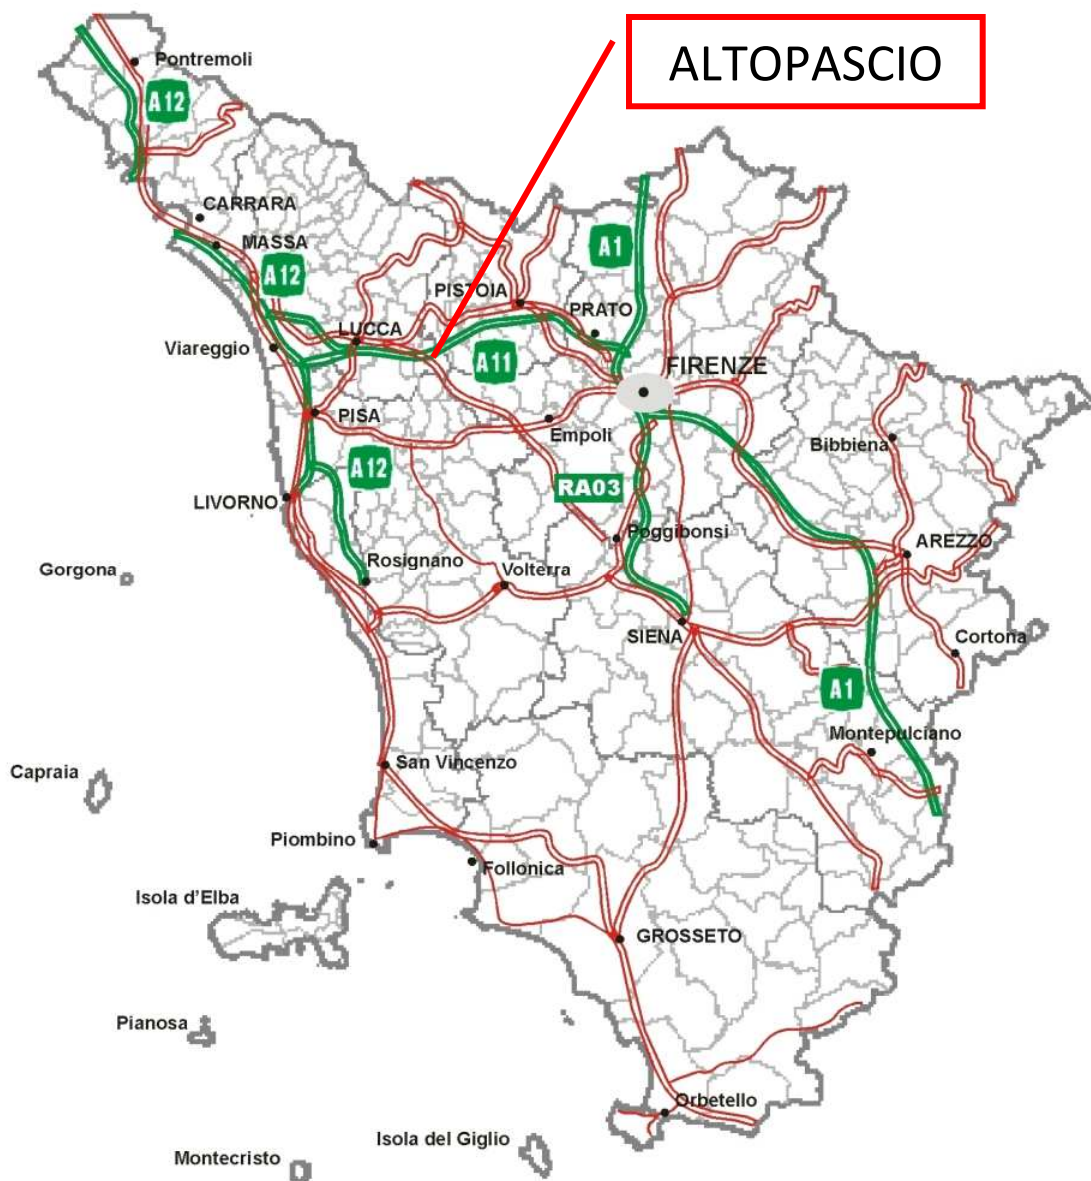 ALTOPASCIO
Pontremoli
A12
CARRARA
MASSA
A1
A12
PISTOIA
PRATO
LUCCA
Viareggio
A11
FIRENZE
PISA
Empoli
Bibbiena
A12
RA03
LIVORNO
Poggibonsi
AREZZO
Gorgona
Rosignano
Volterra
SIENA
Cortona
A1
Montepulciano
San Vincenzo
Capraia
Piombino
Follonica
Isola d'Elba
GROSSETO
Pianosa
Orbetello
Isola del Giglio
Montecristo